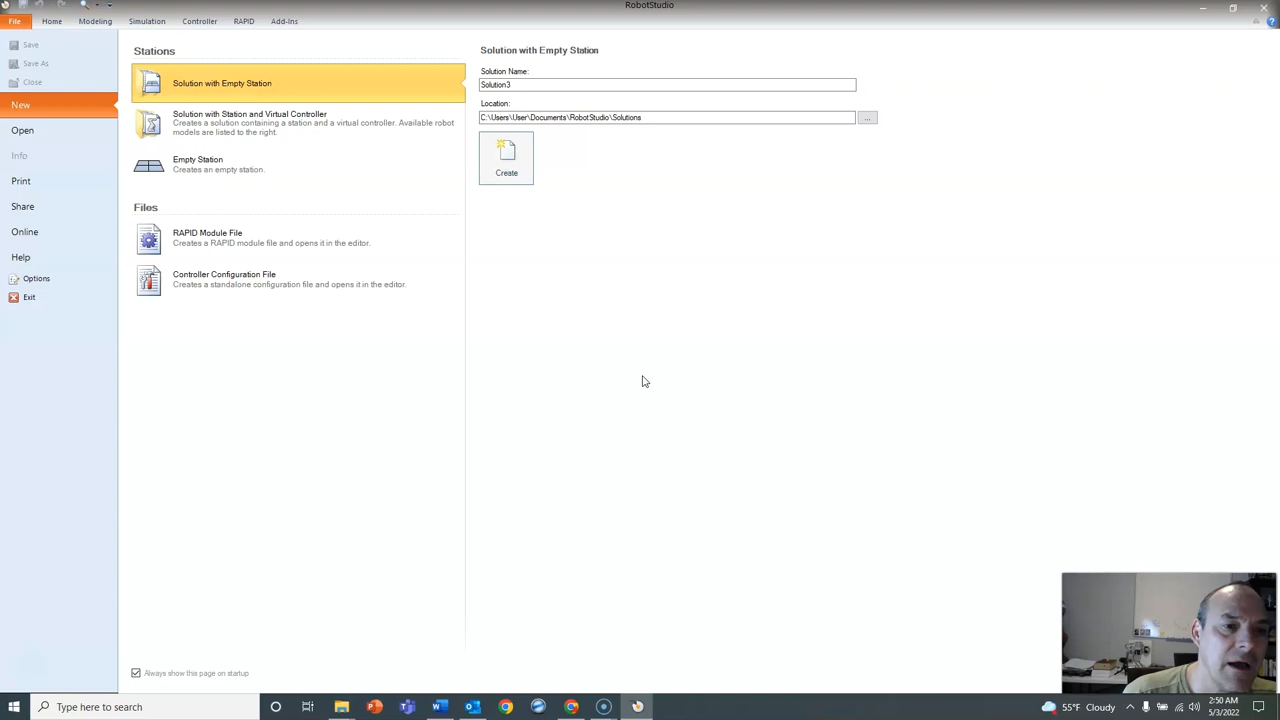 RobotStudio
File Home Modeling Simulation Controller RAPID Add-Ins
Save
Save As
Close
New
Open
Info
Print
Share
Online
Help
Options
Exit
Stations
Solution with Empty Station
Solution with Station and Virtual Controller
Creates a solution containing a station and a virtual controller. Available robot
models are listed to the right.
Empty Station
Creates an empty station.
Files
RAPID Module File
Creates a RAPID module file and opens it in the editor.
Controller Configuration File
Creates a standalone configuration file and opens it in the editor.
Always show this page on startup
Solution with Empty Station
Solution Name:
Solution3
Location:
C:\Users\User\Documents\RobotStudio\Solutions
...
Create
Type here to search
55°F Cloudy
2:50 AM
5/3/2022